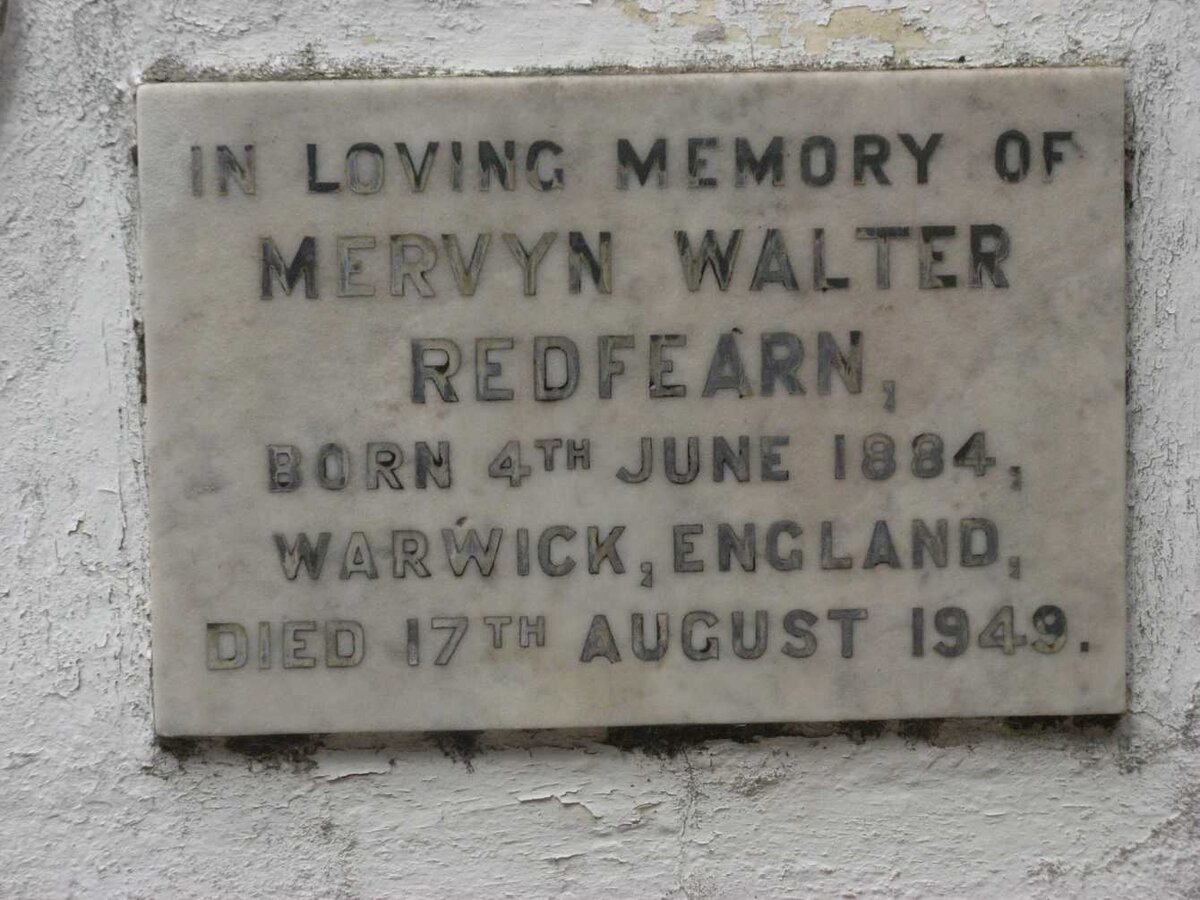 IN LOVING MEMORY OF
MERVYN WALTER
REDFEARN,
BORN 4TH JUNE 1884,
WARWICK, ENGLAND,
DIED 17TH AUGUST 1949.